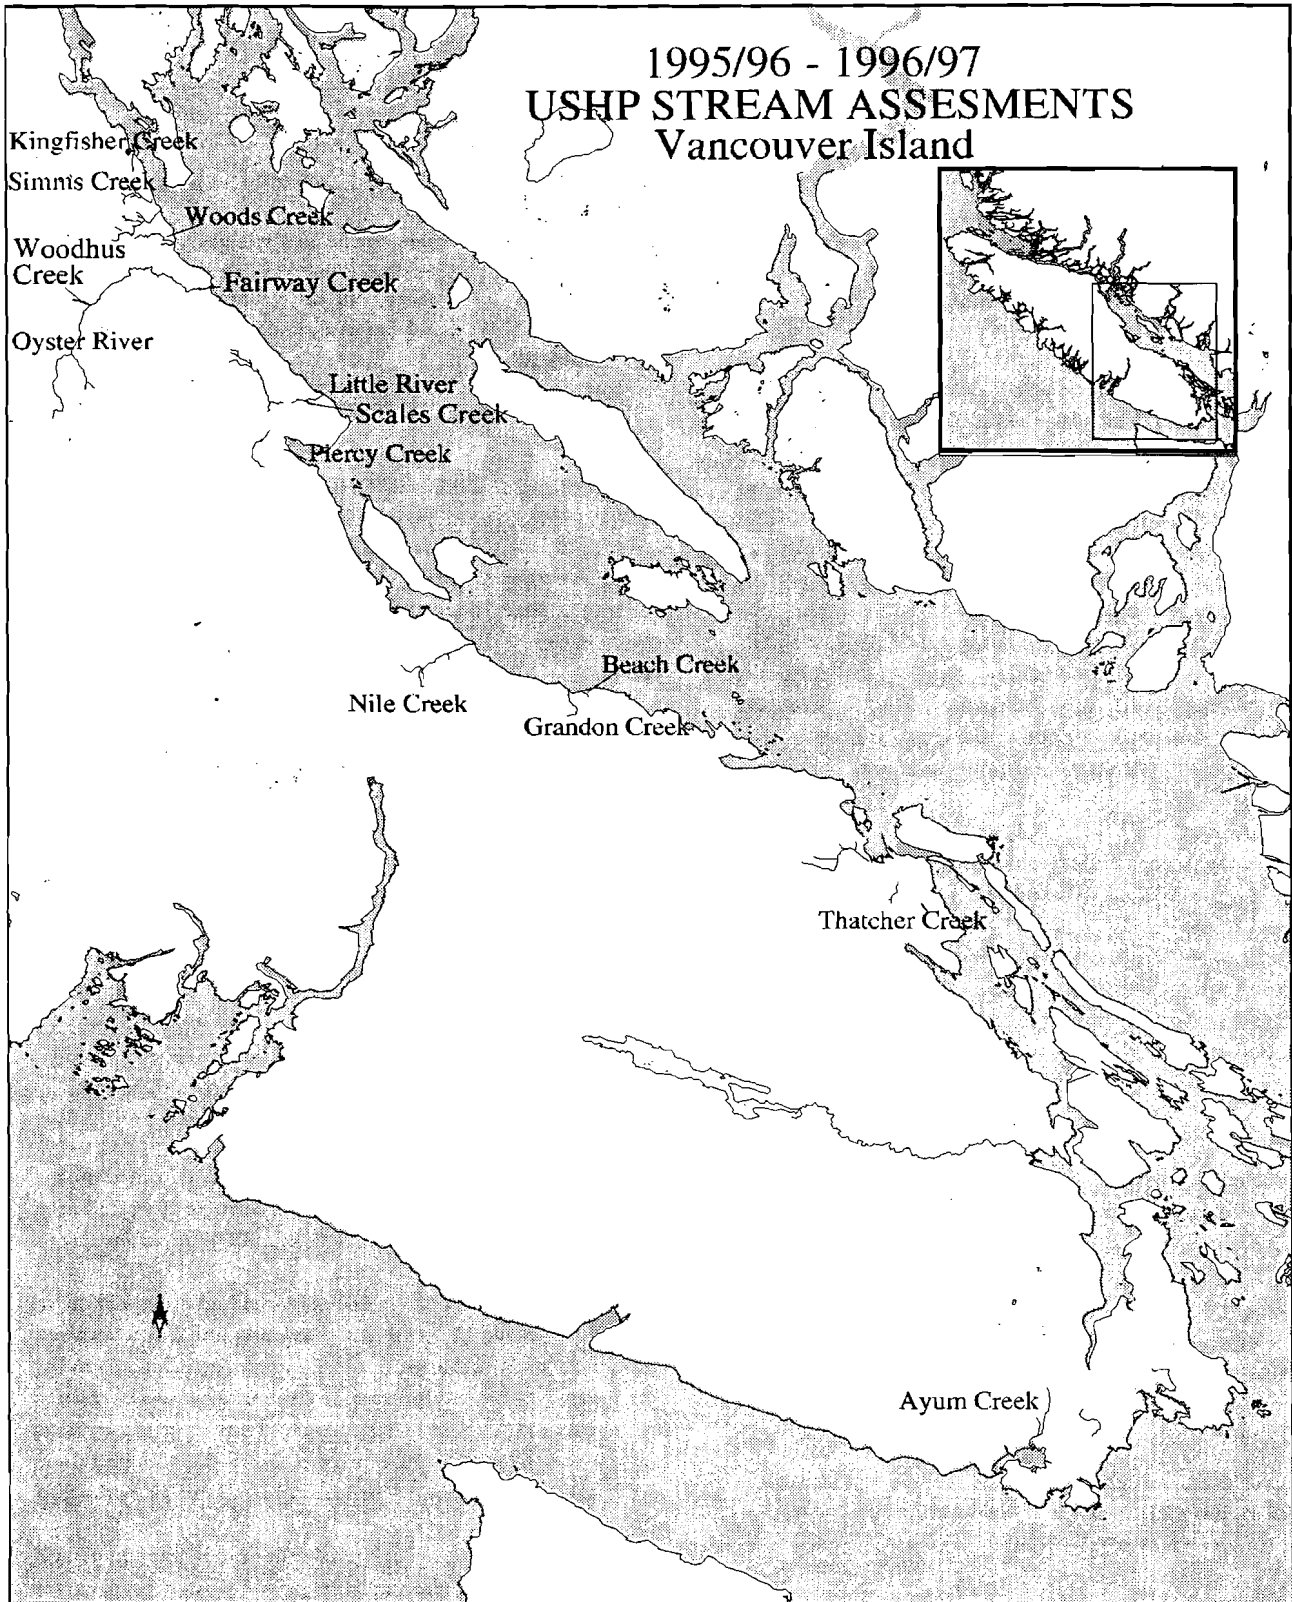 1995/96 - 1996/97
USHP STREAM ASSESMENTS
Vancouver Island
Kingfisher Creek
Simms Creek
Woods Creek
Woodhus
Creek
Fairway Creek
Oyster River
Little River
Scales Creek
Piercy Creek
Beach Creek
Nile Creek
Grandon Creek
Thatcher Creek
Ayum Creek